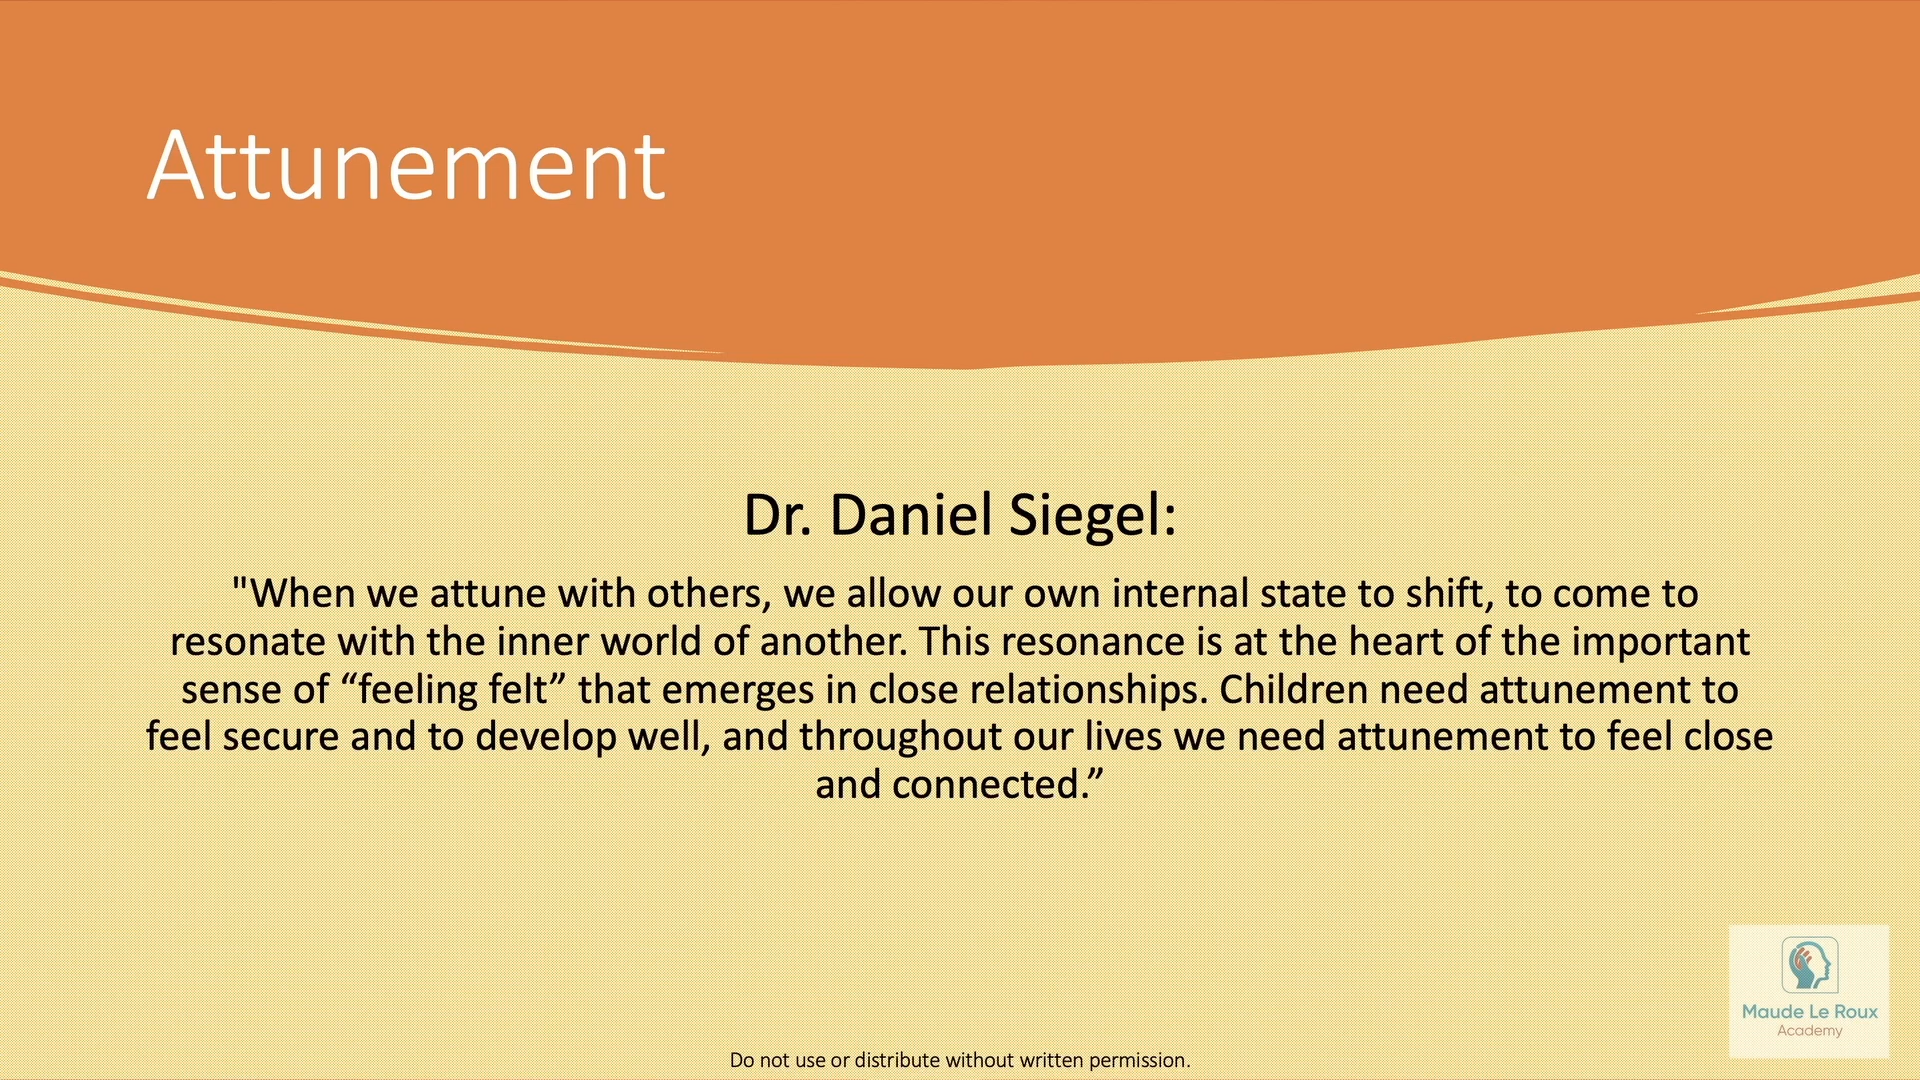 Attunement
Dr. Daniel Siegel:
"When we attune with others, we allow our own internal state to shift, to come to
resonate with the inner world of another. This resonance is at the heart of the important
sense of “feeling felt” that emerges in close relationships. Children need attunement to
feel secure and to develop well, and throughout our lives we need attunement to feel close
and connected.”
Maude Le Roux
Academy
Do not use or distribute without written permission.